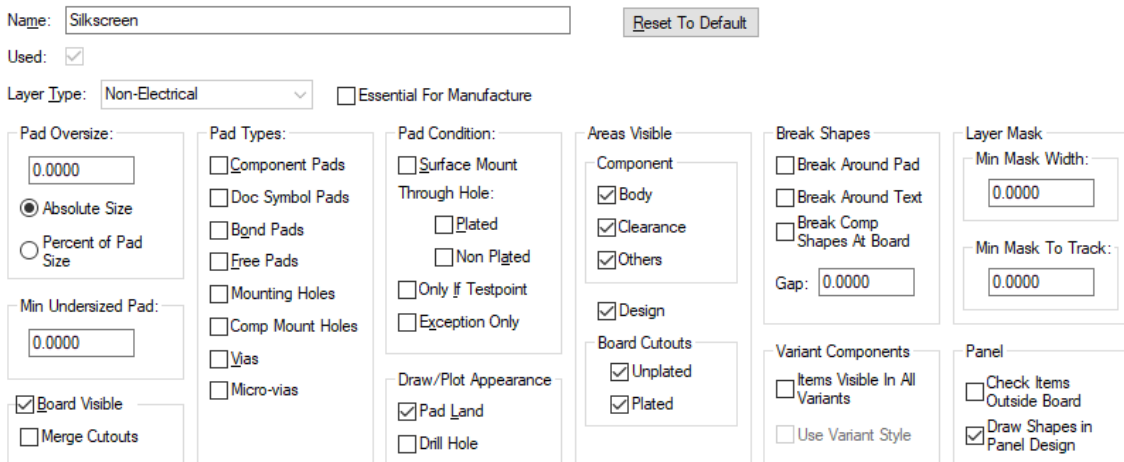 Name: Silkscreen Reset To Default
Used:
Layer Type: Non-Electrical Essential For Manufacture
Pad Oversize:
0.0000
Absolute Size
Percent of Pad
Size
Min Undersized Pad:
0.0000
Board Visible
Merge Cutouts
Pad Types:
Component Pads
Doc Symbol Pads
Bond Pads
Free Pads
Mounting Holes
Comp Mount Holes
Vias
Micro-vias
Pad Condition:
Surface Mount
Through Hole:
Plated
Non Plated
Only If Testpoint
Exception Only
Draw/Plot Appearance
Pad Land
Drill Hole
Areas Visible
Component
Body
Clearance
Others
Design
Board Cutouts
Unplated
Plated
Break Shapes
Break Around Pad
Break Around Text
Break Comp
Shapes At Board
Gap: 0.0000
Variant Components
Items Visible In All
Variants
Use Variant Style
Layer Mask
Min Mask Width:
0.0000
Min Mask To Track:
0.0000
Panel
Check Items
Outside Board
Draw Shapes in
Panel Design